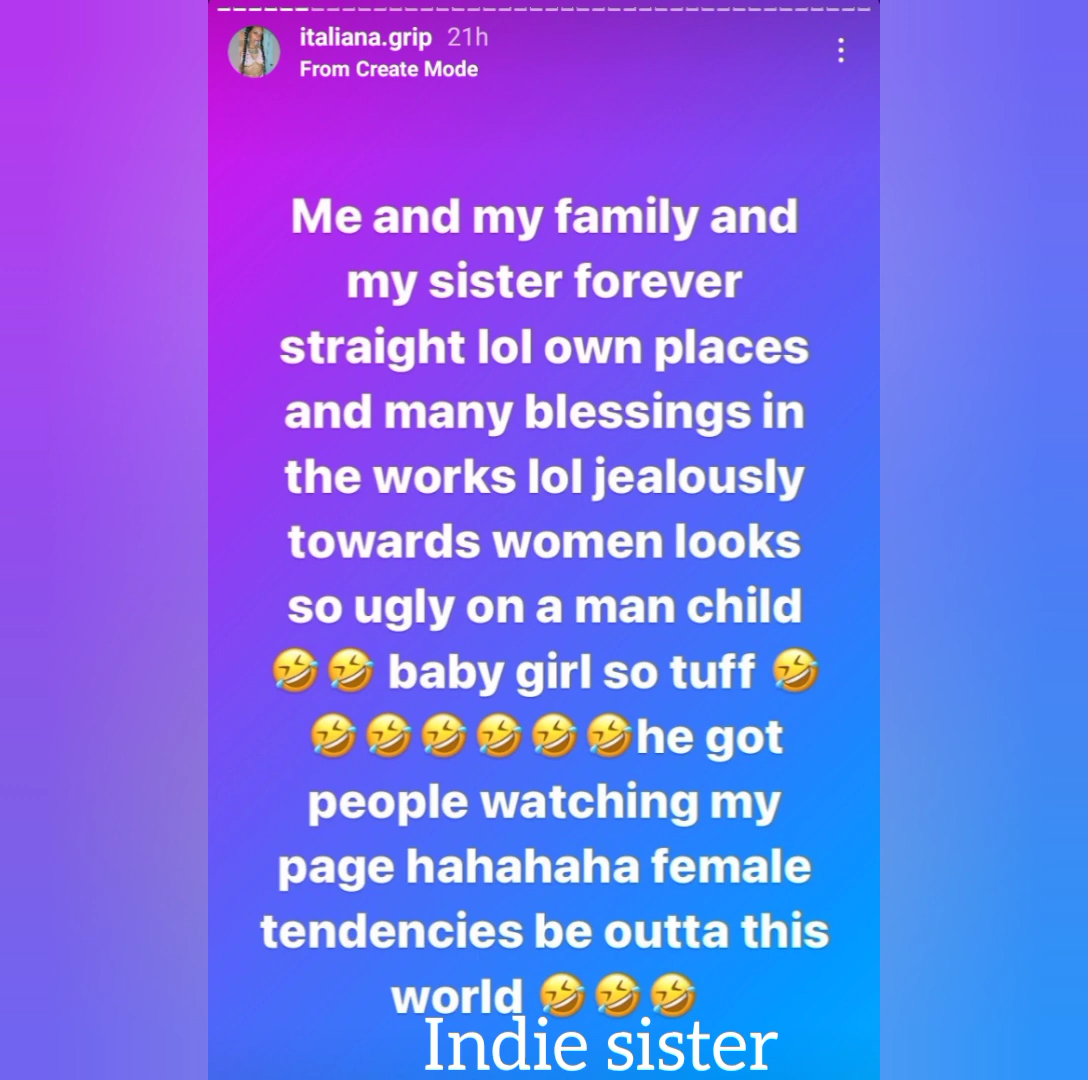 italiana.grip 21h
From Create Mode
Me and my family and
my sister forever
straight lol own places
and many blessings in
the works lol jealously
towards women looks
so ugly on a man child
🤣🤣 baby girl so tuff 🤣
🤣🤣🤣🤣🤣🤣he got
people watching my
page hahahaha female
tendencies be outta this
world 🤣🤣🤣
Indie sister